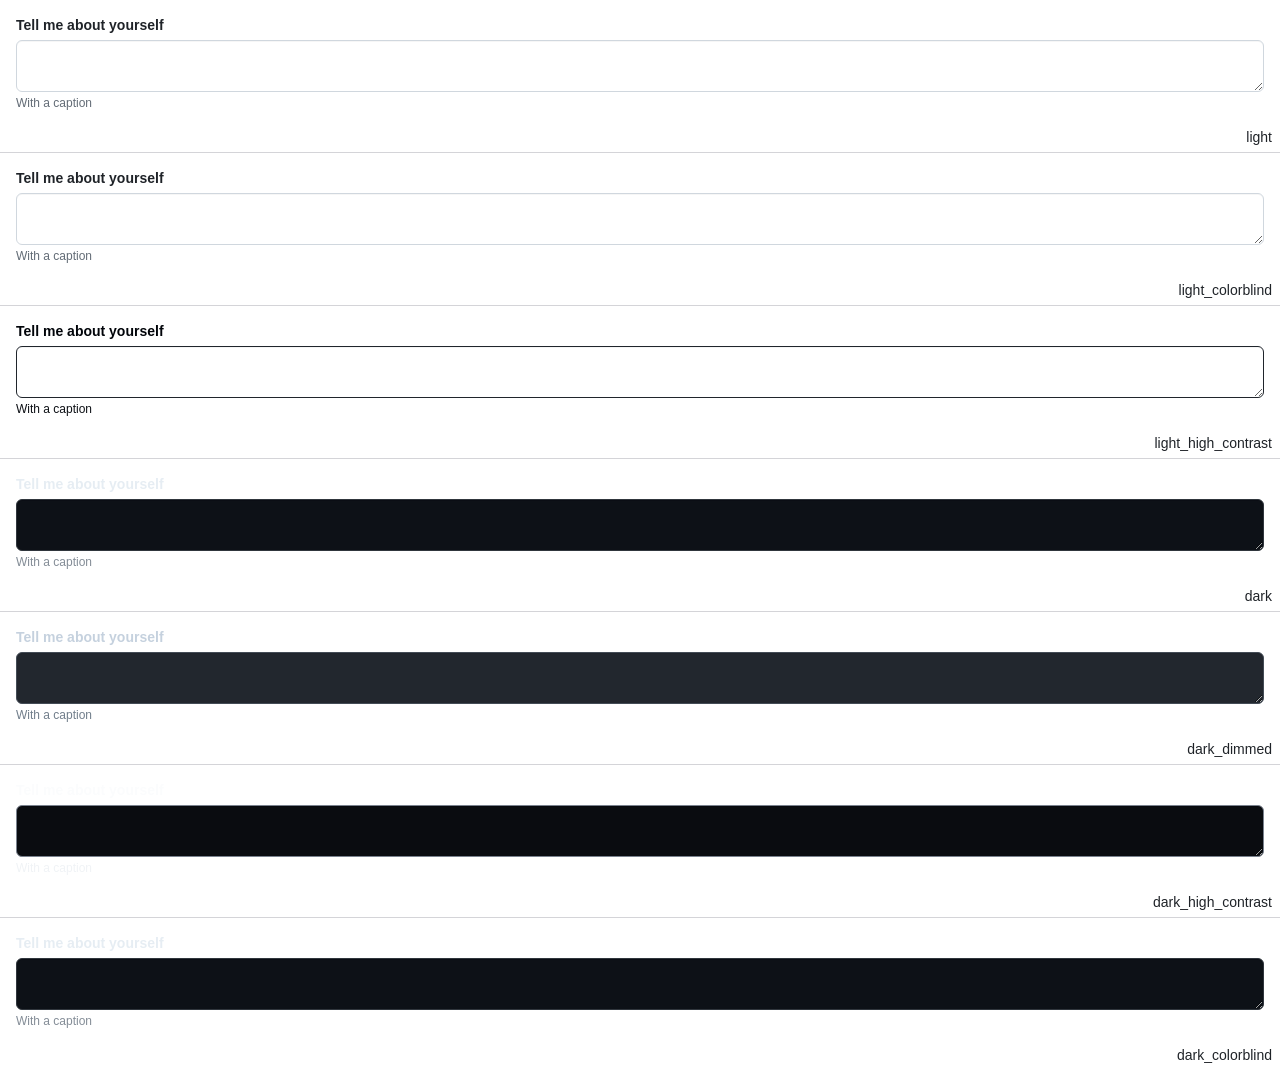 Tell me about yourself
With a caption
light
Tell me about yourself
With a caption
light_colorblind
Tell me about yourself
With a caption
light_high_contrast
Tell me about yourself
With a caption
dark
Tell me about yourself
With a caption
dark_dimmed
Tell me about yourself
With a caption
dark_high_contrast
Tell me about yourself
With a caption
dark_colorblind